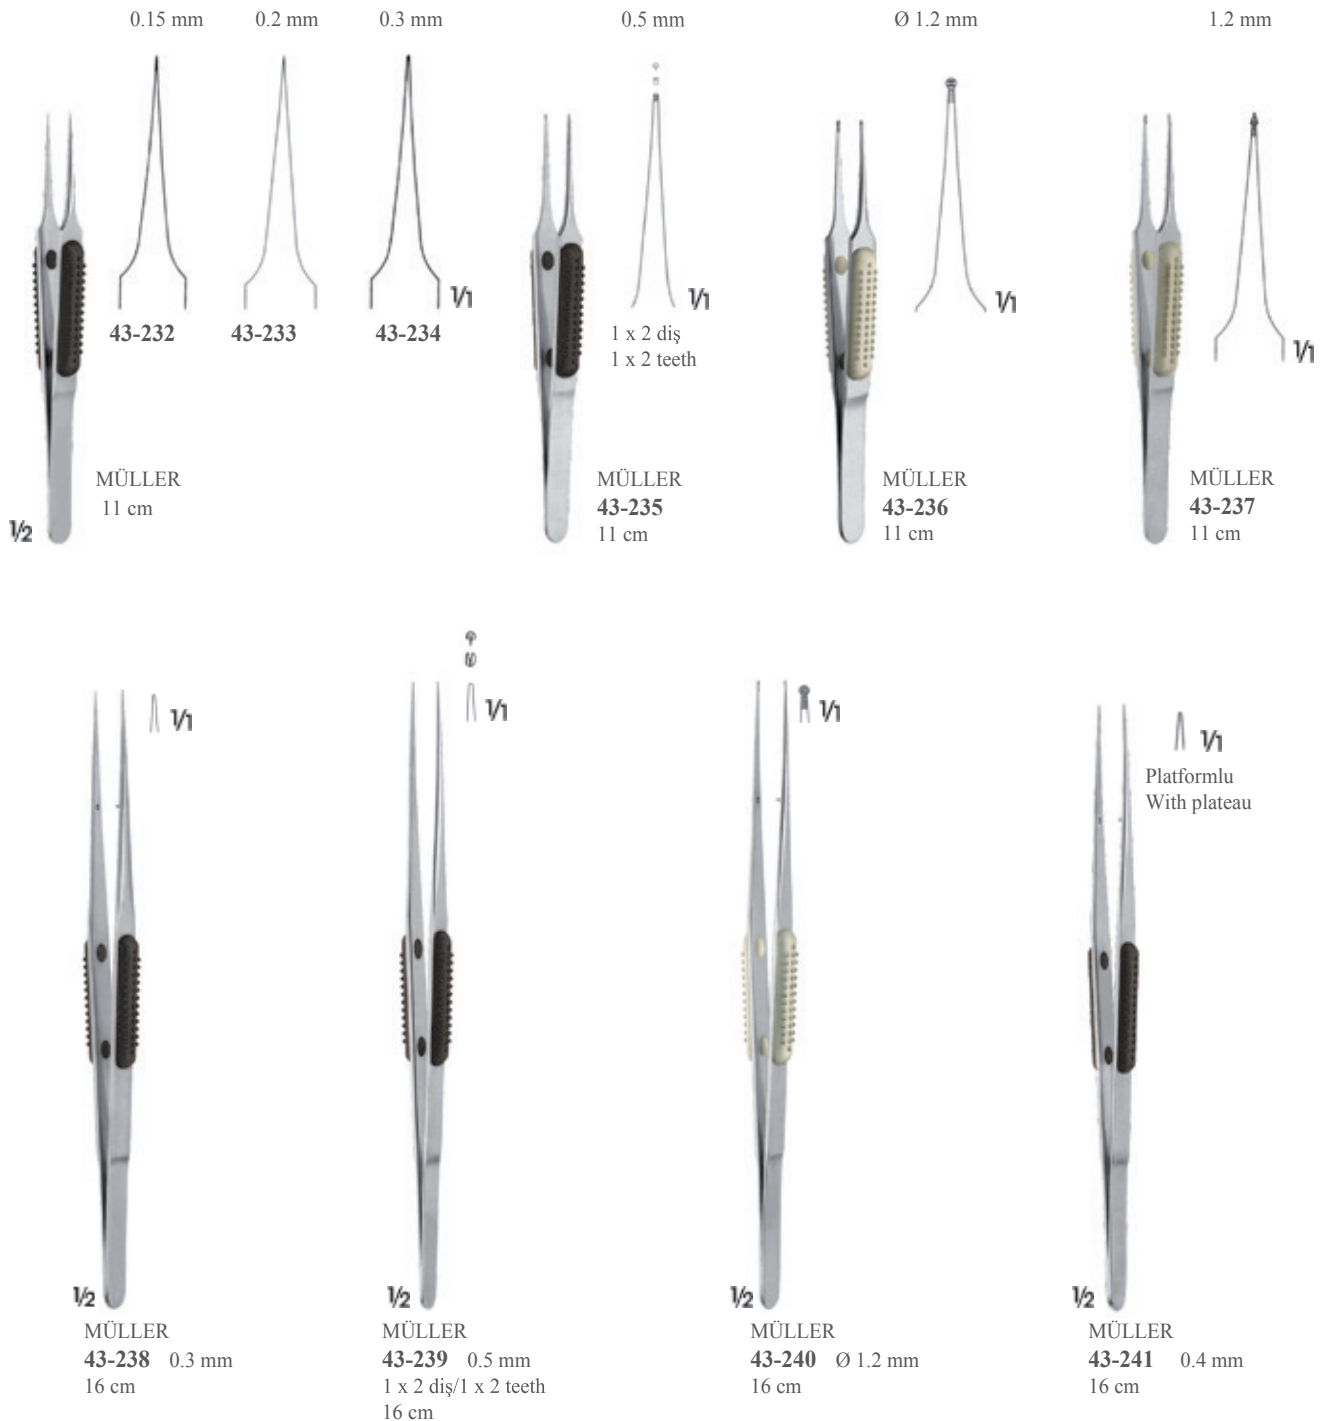 0.15 mm 0.2 mm 0.3 mm 0.5 mm Ø 1.2 mm 1.2 mm
1/1 1/1 1/1
43-232 43-233 43-234
1 x 2 diş
1 x 2 teeth
1/1
MÜLLER
11 cm
1/2
MÜLLER
43-235
11 cm
MÜLLER
43-236
11 cm
MÜLLER
43-237
11 cm
1/1 1/1 1/1 1/1
Platformlu
With plateau
1/2 1/2 1/2 1/2
MÜLLER
43-238 0.3 mm
16 cm
MÜLLER
43-239 0.5 mm
1 x 2 diş/1 x 2 teeth
16 cm
MÜLLER
43-240 Ø 1.2 mm
16 cm
MÜLLER
43-241 0.4 mm
16 cm